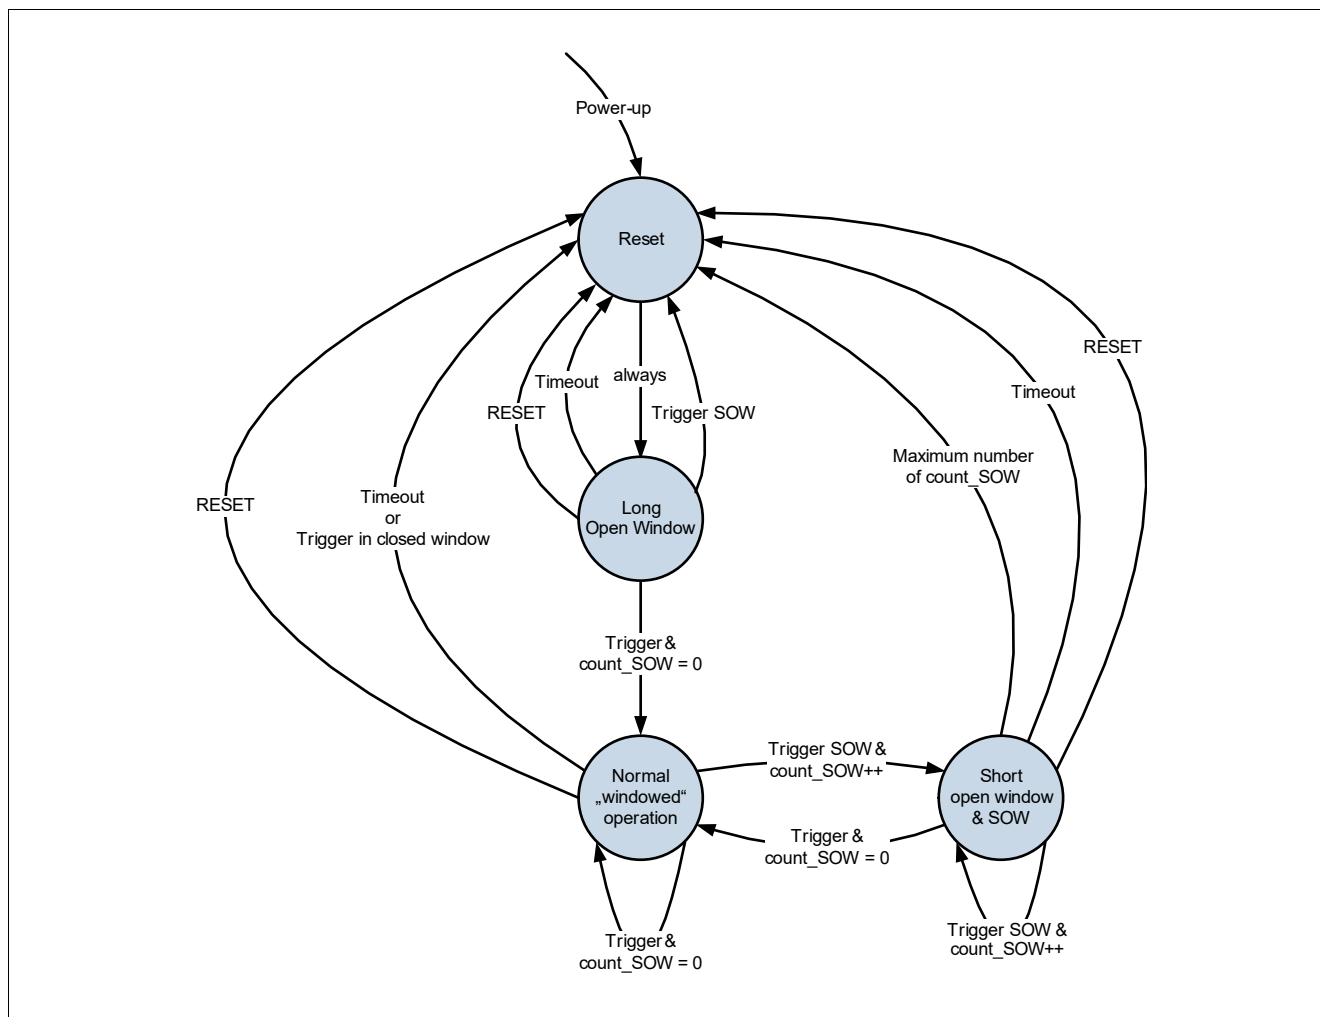 Power-up
Reset
RESET
Timeout
always
Timeout
RESET
Trigger SOW
Maximum number
of count_SOW
Timeout
or
Trigger in closed window
RESET
Long
Open Window
Trigger &
count_SOW = 0
Trigger SOW &
count_SOW++
Normal
„windowed“
operation
Short
open window
& SOW
Trigger &
count_SOW = 0
Trigger &
count_SOW = 0
Trigger SOW &
count_SOW++